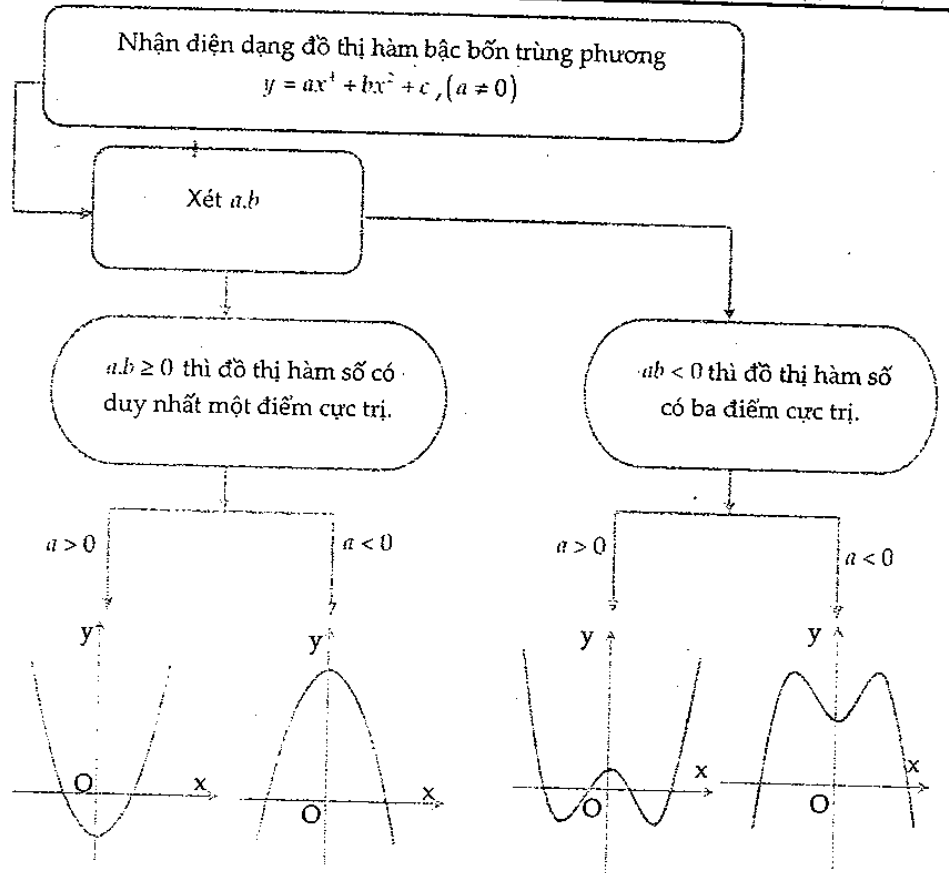 Nhận diện dạng đồ thị hàm bậc bốn trùng phương
y = ax⁴ + bx² + c, (a ≠ 0)
Xét a.b
a.b ≥ 0 thì đồ thị hàm số có
duy nhất một điểm cực trị.
ab < 0 thì đồ thị hàm số
có ba điểm cực trị.
a > 0
a < 0
a > 0
a < 0
y
O
x
y
O
x
y
O
x
y
O
x